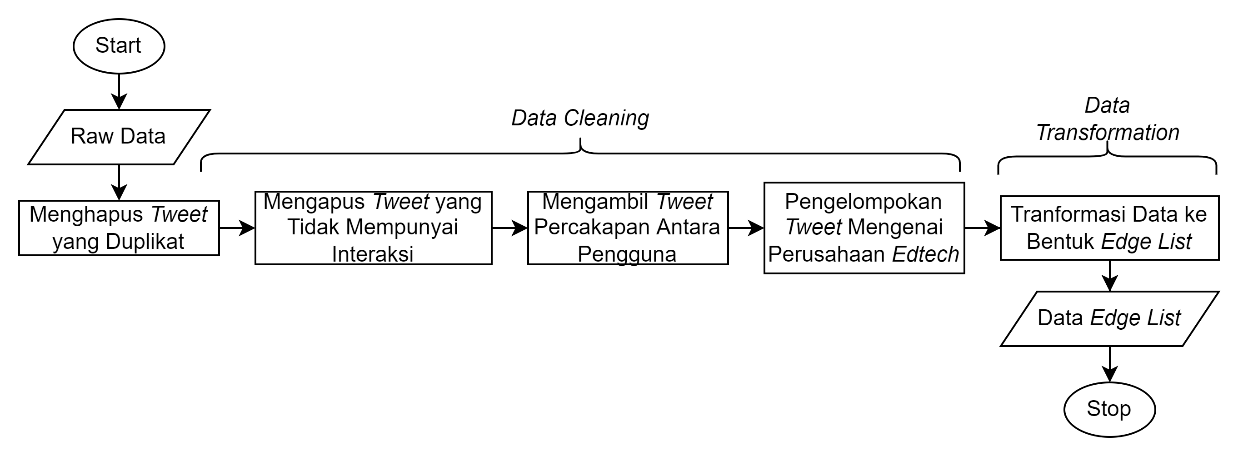 Start
Raw Data
Data Cleaning
Data
Transformation
Menghapus Tweet
yang Duplikat
Mengapus Tweet yang
Tidak Mempunyai
Interaksi
Mengambil Tweet
Percakapan Antara
Pengguna
Pengelompokan
Tweet Mengenai
Perusahaan Edtech
Tranformasi Data ke
Bentuk Edge List
Data Edge List
Stop